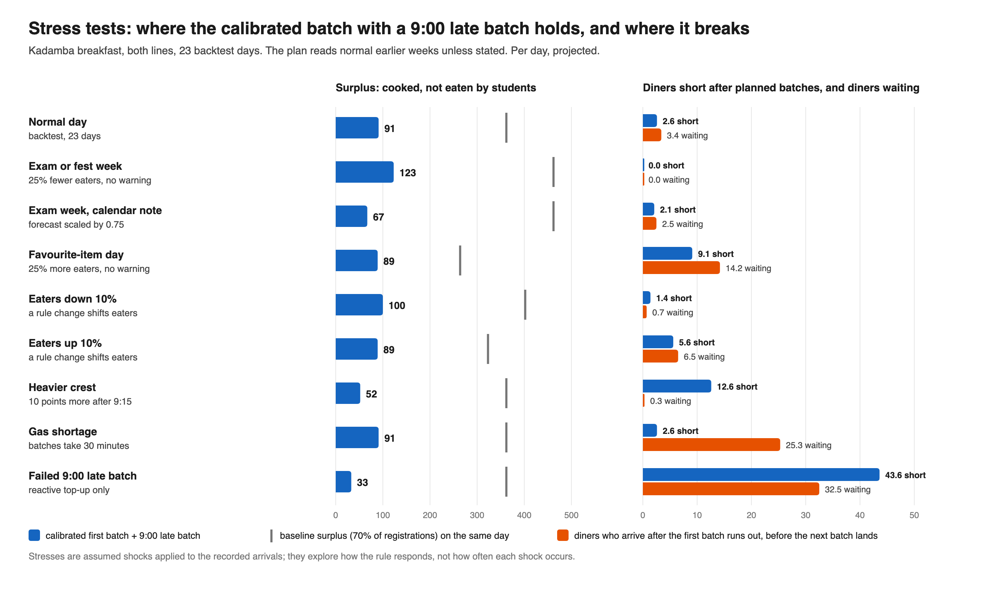 Stress tests: where the calibrated batch with a 9:00 late batch holds, and where it breaks
Kadamba breakfast, both lines, 23 backtest days. The plan reads normal earlier weeks unless stated. Per day, projected.
Surplus: cooked, not eaten by students
Diners short after planned batches, and diners waiting
Normal day
backtest, 23 days
91
2.6 short
3.4 waiting
Exam or fest week
25% fewer eaters, no warning
123
0.0 short
0.0 waiting
Exam week, calendar note
forecast scaled by 0.75
67
2.1 short
2.5 waiting
Favourite-item day
25% more eaters, no warning
89
9.1 short
14.2 waiting
Eaters down 10%
a rule change shifts eaters
100
1.4 short
0.7 waiting
Eaters up 10%
a rule change shifts eaters
89
5.6 short
6.5 waiting
Heavier crest
10 points more after 9:15
52
12.6 short
0.3 waiting
Gas shortage
batches take 30 minutes
91
2.6 short
25.3 waiting
Failed 9:00 late batch
reactive top-up only
33
43.6 short
32.5 waiting
0 100 200 300 400 500
0 10 20 30 40 50
calibrated first batch + 9:00 late batch
baseline surplus (70% of registrations) on the same day
diners who arrive after the first batch runs out, before the next batch lands
Stresses are assumed shocks applied to the recorded arrivals; they explore how the rule responds, not how often each shock occurs.